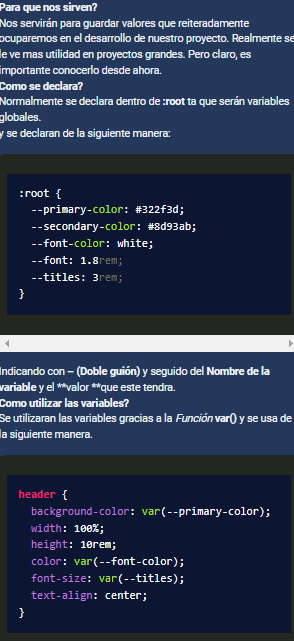 Para que nos sirven?
Nos servirán para guardar valores que reiteradamente
ocuparemos en el desarrollo de nuestro proyecto. Realmente se
le ve mas utilidad en proyectos grandes. Pero claro, es
importante conocerlo desde ahora.
Como se declara?
Normalmente se declara dentro de :root ta que serán variables
globales.
y se declaran de la siguiente manera:
:root {
--primary-color: #322f3d;
--secondary-color: #8d93ab;
--font-color: white;
--font: 1.8rem;
--titles: 3rem;
}
Indicando con – (Doble guión) y seguido del Nombre de la
variable y el **valor **que este tendra.
Como utilizar las variables?
Se utilizaran las variables gracias a la Función var() y se usa de
la siguiente manera.
header {
background-color: var(--primary-color);
width: 100%;
height: 10rem;
color: var(--font-color);
font-size: var(--titles);
text-align: center;
}